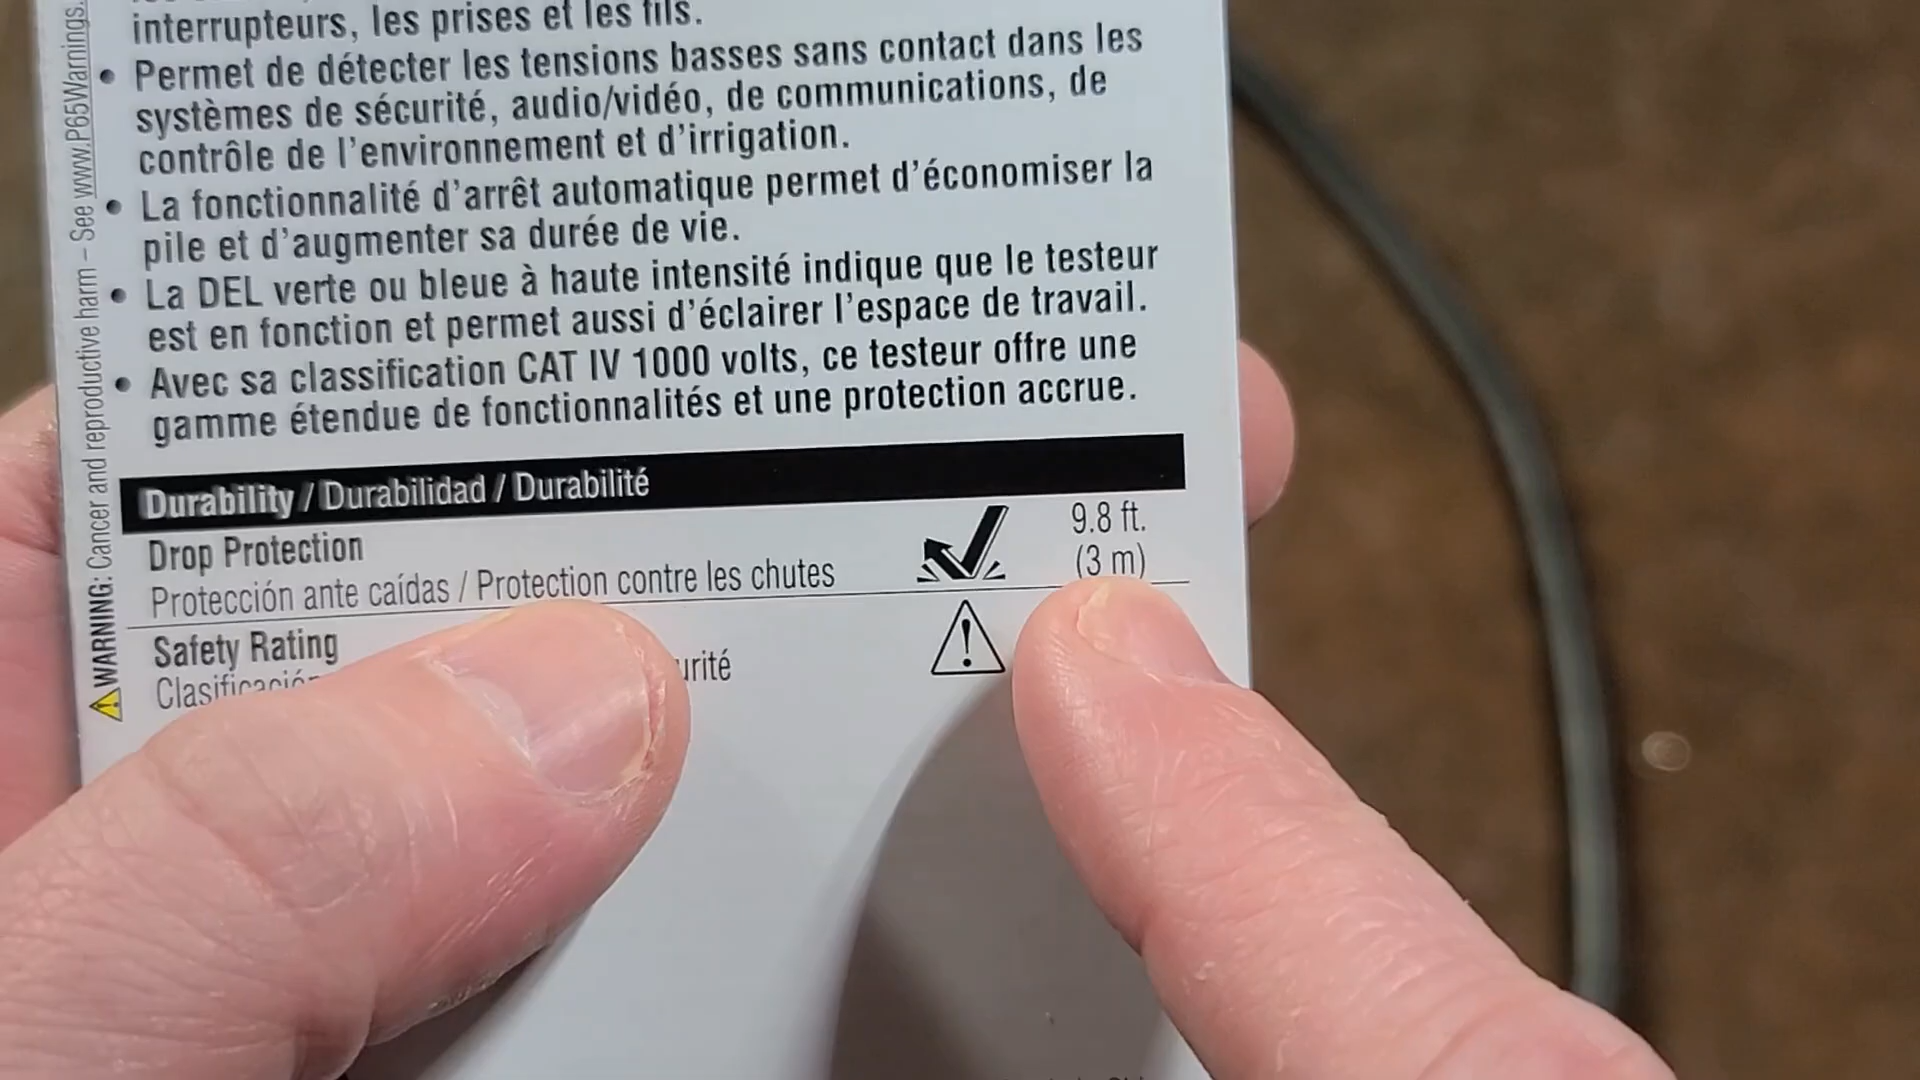 interrupteurs, les prises et les fils.
• Permet de détecter les tensions basses sans contact dans les
systèmes de sécurité, audio/vidéo, de communications, de
contrôle de l'environnement et d'irrigation.
• La fonctionnalité d'arrêt automatique permet d'économiser la
pile et d'augmenter sa durée de vie.
• La DEL verte ou bleue à haute intensité indique que le testeur
est en fonction et permet aussi d'éclairer l'espace de travail.
• Avec sa classification CAT IV 1000 volts, ce testeur offre une
gamme étendue de fonctionnalités et une protection accrue.
Durability / Durabilidad / Durabilité
Drop Protection
Protección ante caídas / Protection contre les chutes
9.8 ft.
(3 m)
Safety Rating
⚠WARNING: Cancer and reproductive harm – See www.P65Warnings.